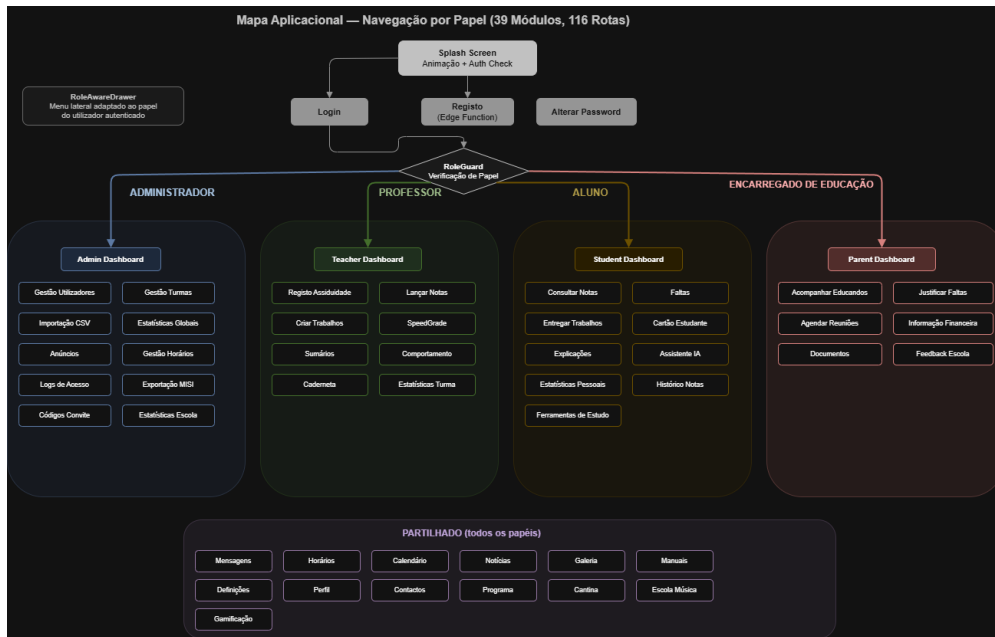 Mapa Aplicacional — Navegação por Papel (39 Módulos, 116 Rotas)
Splash Screen
Animação + Auth Check
RoleAwareDrawer
Menu lateral adaptado ao papel
do utilizador autenticado
Login
Registo
(Edge Function)
Alterar Password
RoleGuard
Verificação de Papel
ADMINISTRADOR
PROFESSOR
ALUNO
ENCARREGADO DE EDUCAÇÃO
Admin Dashboard
Gestão Utilizadores
Gestão Turmas
Importação CSV
Estatísticas Globais
Anúncios
Gestão Horários
Logs de Acesso
Exportação MISI
Códigos Convite
Estatísticas Escola
Teacher Dashboard
Registo Assiduidade
Lançar Notas
Criar Trabalhos
SpeedGrade
Sumários
Comportamento
Caderneta
Estatísticas Turma
Student Dashboard
Consultar Notas
Faltas
Entregar Trabalhos
Cartão Estudante
Explicações
Assistente IA
Estatísticas Pessoais
Histórico Notas
Ferramentas de Estudo
Parent Dashboard
Acompanhar Educandos
Justificar Faltas
Agendar Reuniões
Informação Financeira
Documentos
Feedback Escola
PARTILHADO (todos os papéis)
Mensagens
Horários
Calendário
Notícias
Galeria
Manuais
Definições
Perfil
Contactos
Programa
Cantina
Escola Música
Gamificação